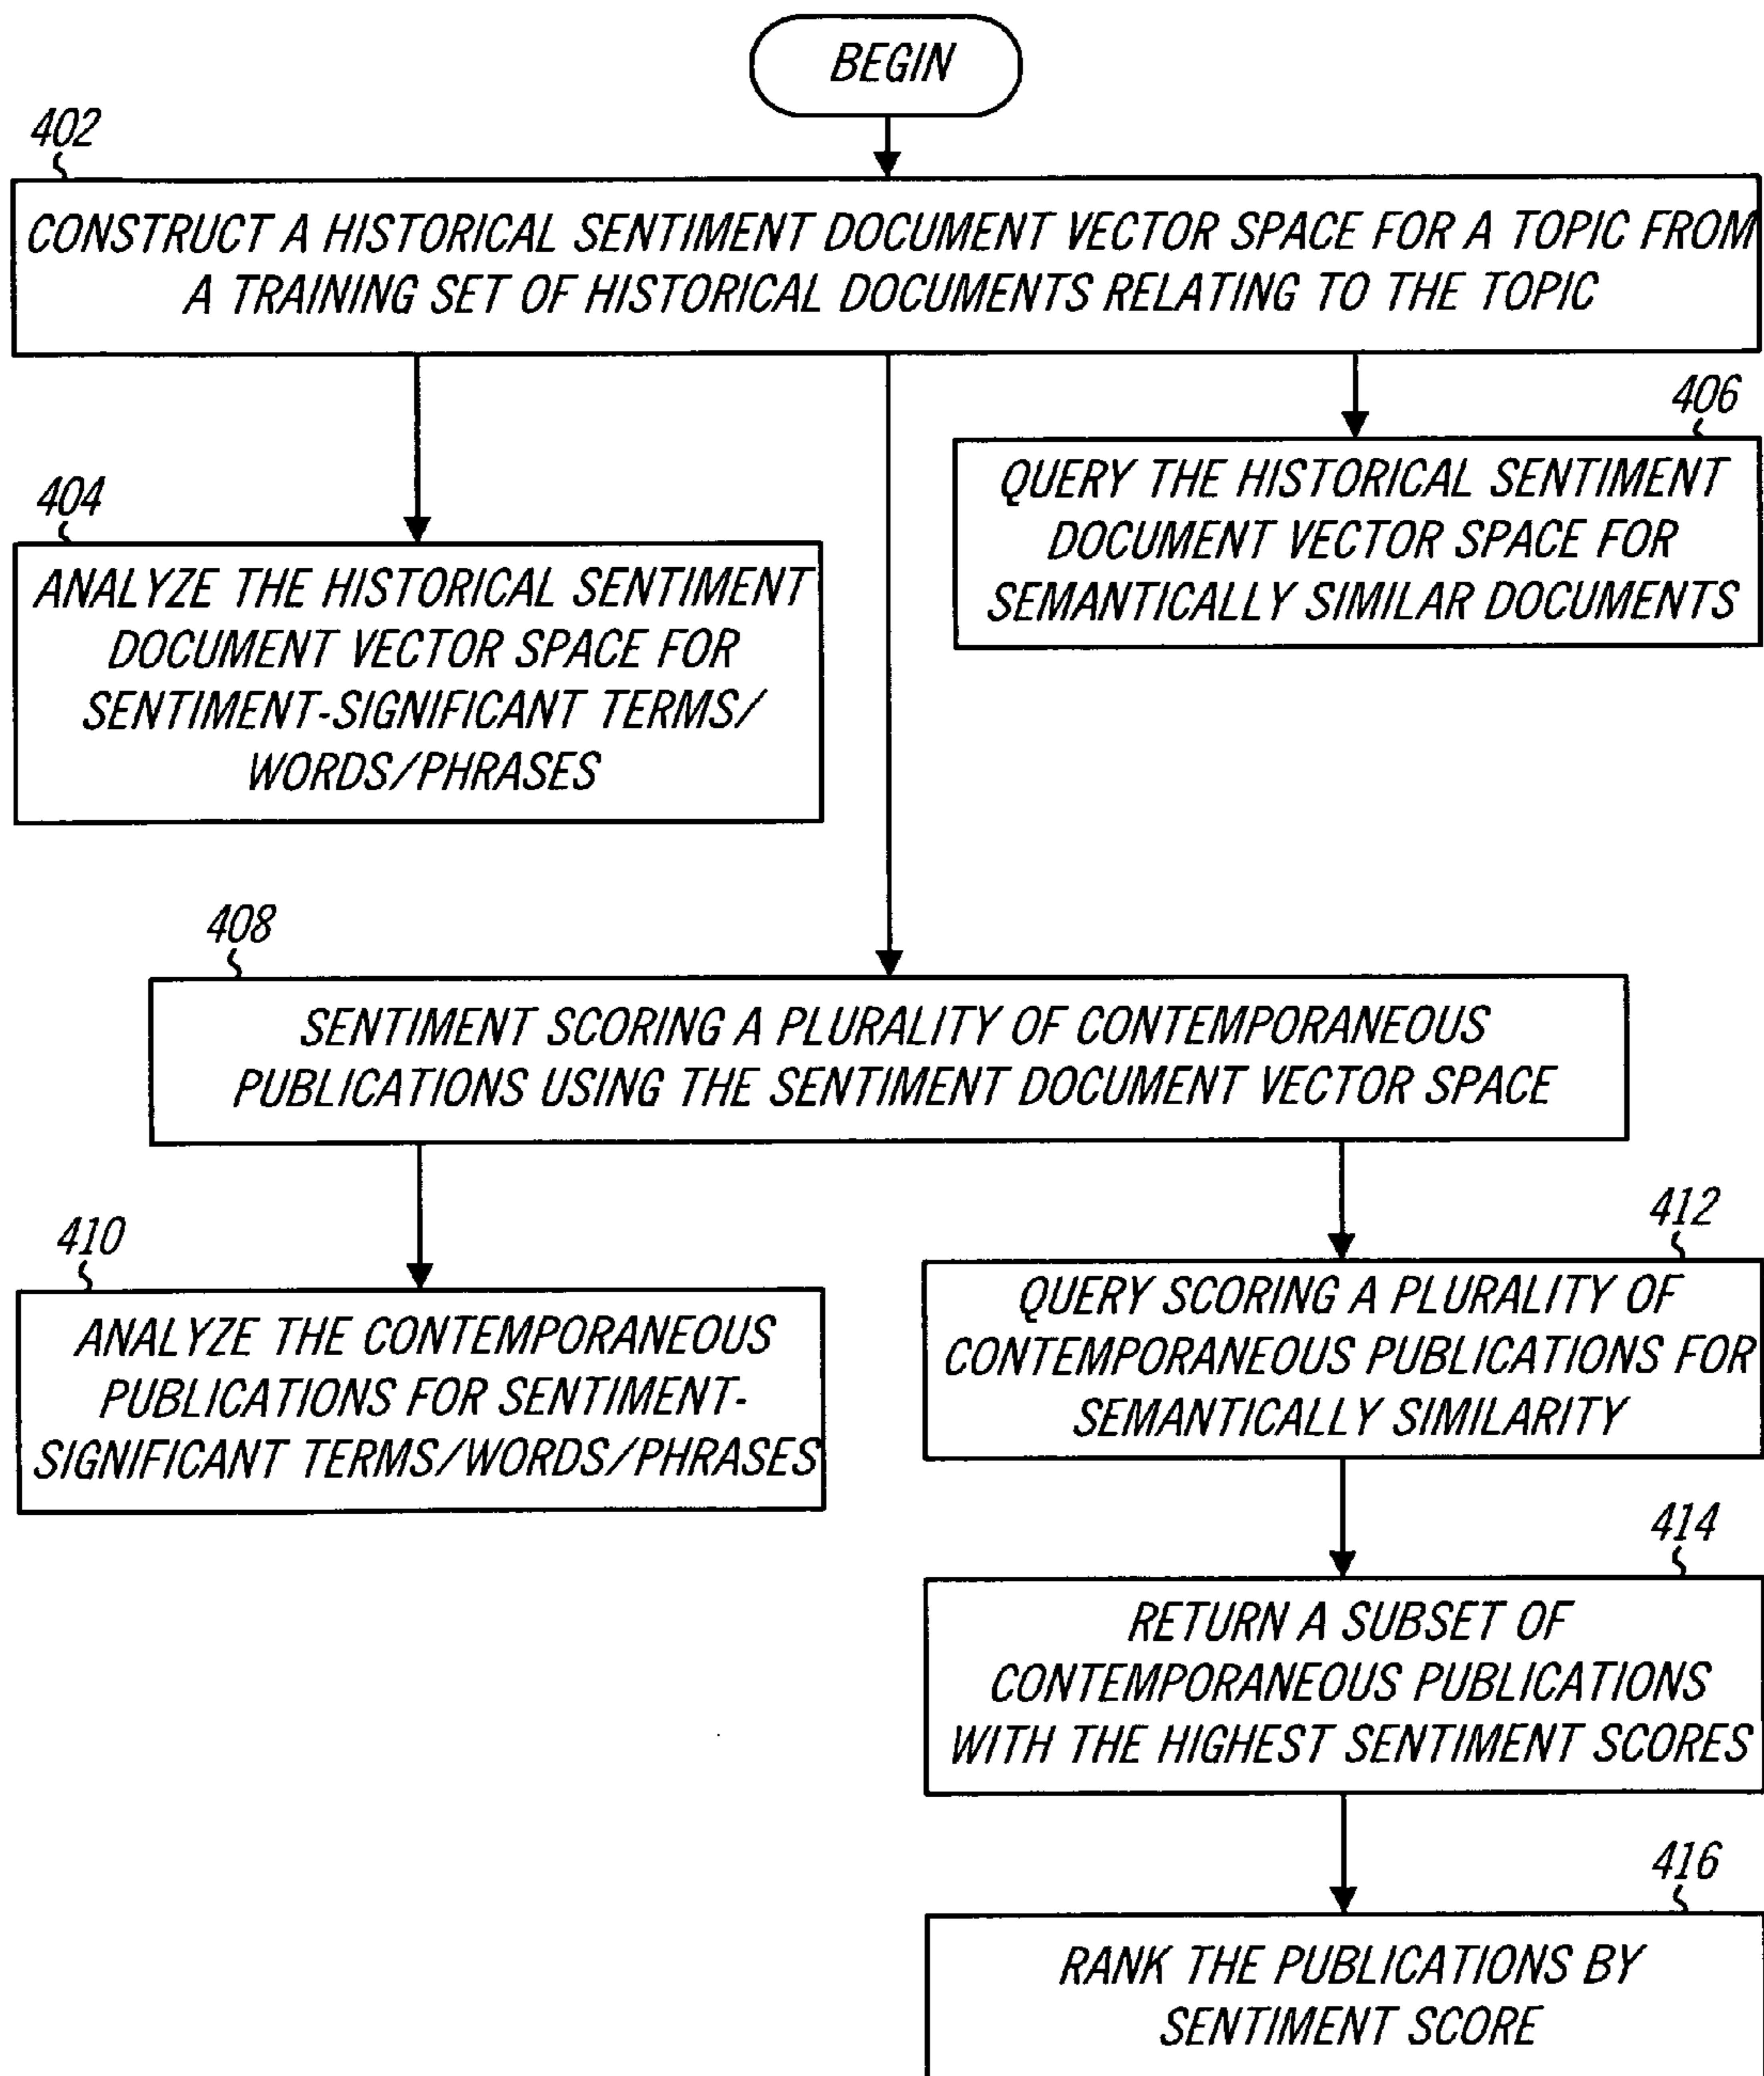 BEGIN
402
CONSTRUCT A HISTORICAL SENTIMENT DOCUMENT VECTOR SPACE FOR A TOPIC FROM
A TRAINING SET OF HISTORICAL DOCUMENTS RELATING TO THE TOPIC
404
ANALYZE THE HISTORICAL SENTIMENT
DOCUMENT VECTOR SPACE FOR
SENTIMENT-SIGNIFICANT TERMS/
WORDS/PHRASES
406
QUERY THE HISTORICAL SENTIMENT
DOCUMENT VECTOR SPACE FOR
SEMANTICALLY SIMILAR DOCUMENTS
408
SENTIMENT SCORING A PLURALITY OF CONTEMPORANEOUS
PUBLICATIONS USING THE SENTIMENT DOCUMENT VECTOR SPACE
410
ANALYZE THE CONTEMPORANEOUS
PUBLICATIONS FOR SENTIMENT-
SIGNIFICANT TERMS/WORDS/PHRASES
412
QUERY SCORING A PLURALITY OF
CONTEMPORANEOUS PUBLICATIONS FOR
SEMANTICALLY SIMILARITY
414
RETURN A SUBSET OF
CONTEMPORANEOUS PUBLICATIONS
WITH THE HIGHEST SENTIMENT SCORES
416
RANK THE PUBLICATIONS BY
SENTIMENT SCORE